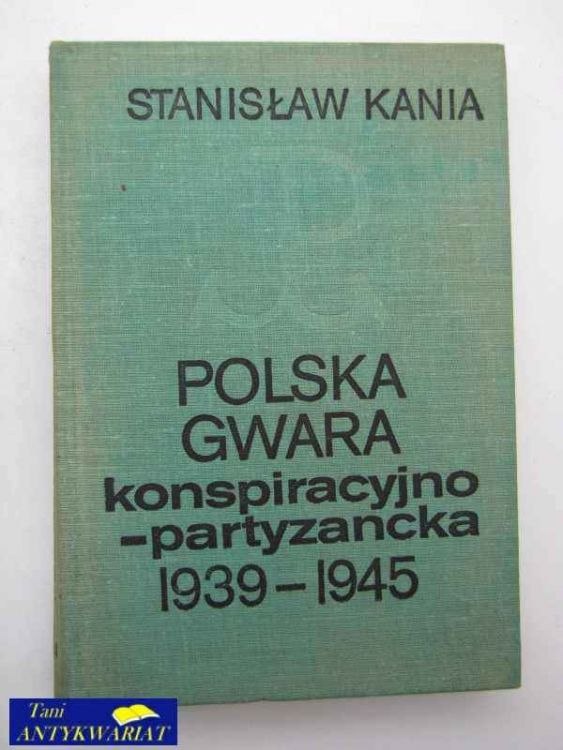 STANISŁAW KANIA
POLSKA
GWARA
konspiracyjno
-partyzancka
1939-1945
Tani
ANTYKWARIAT